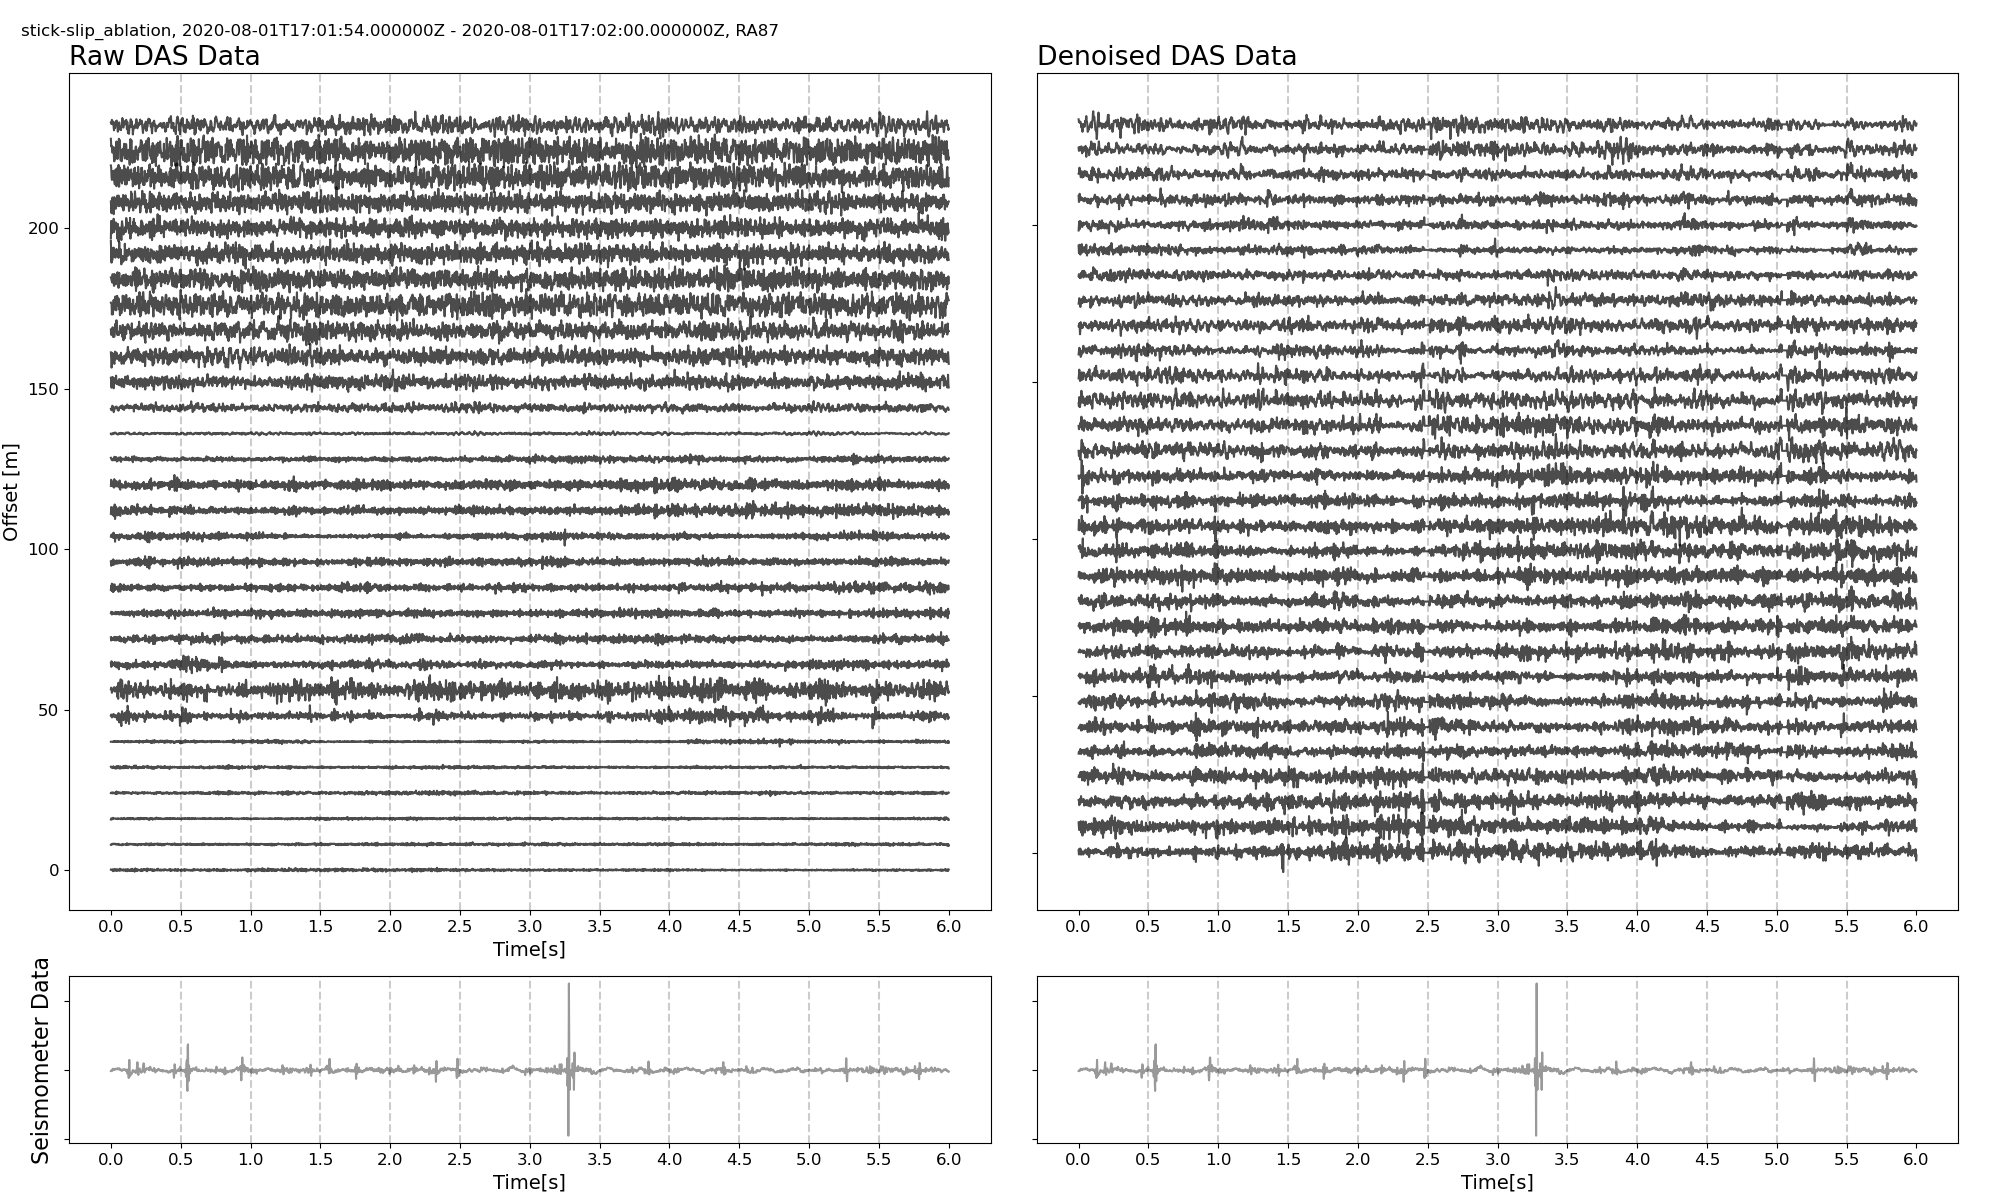 stick-slip_ablation, 2020-08-01T17:01:54.000000Z - 2020-08-01T17:02:00.000000Z, RA87
Raw DAS Data
Denoised DAS Data
Offset [m]
200
150
100
50
0
0.0 0.5 1.0 1.5 2.0 2.5 3.0 3.5 4.0 4.5 5.0 5.5 6.0
Time[s]
0.0 0.5 1.0 1.5 2.0 2.5 3.0 3.5 4.0 4.5 5.0 5.5 6.0
Seismometer Data
0.0 0.5 1.0 1.5 2.0 2.5 3.0 3.5 4.0 4.5 5.0 5.5 6.0
Time[s]
0.0 0.5 1.0 1.5 2.0 2.5 3.0 3.5 4.0 4.5 5.0 5.5 6.0
Time[s]